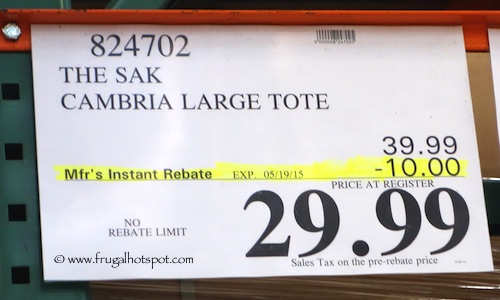 824702
THE SAK
CAMBRIA LARGE TOTE
39.99
Mfr's Instant Rebate EXP. 05/19/15 -10.00
PRICE AT REGISTER
29.99
NO
REBATE LIMIT
Sales Tax on the pre-rebate price
© www.frugalhotspot.com